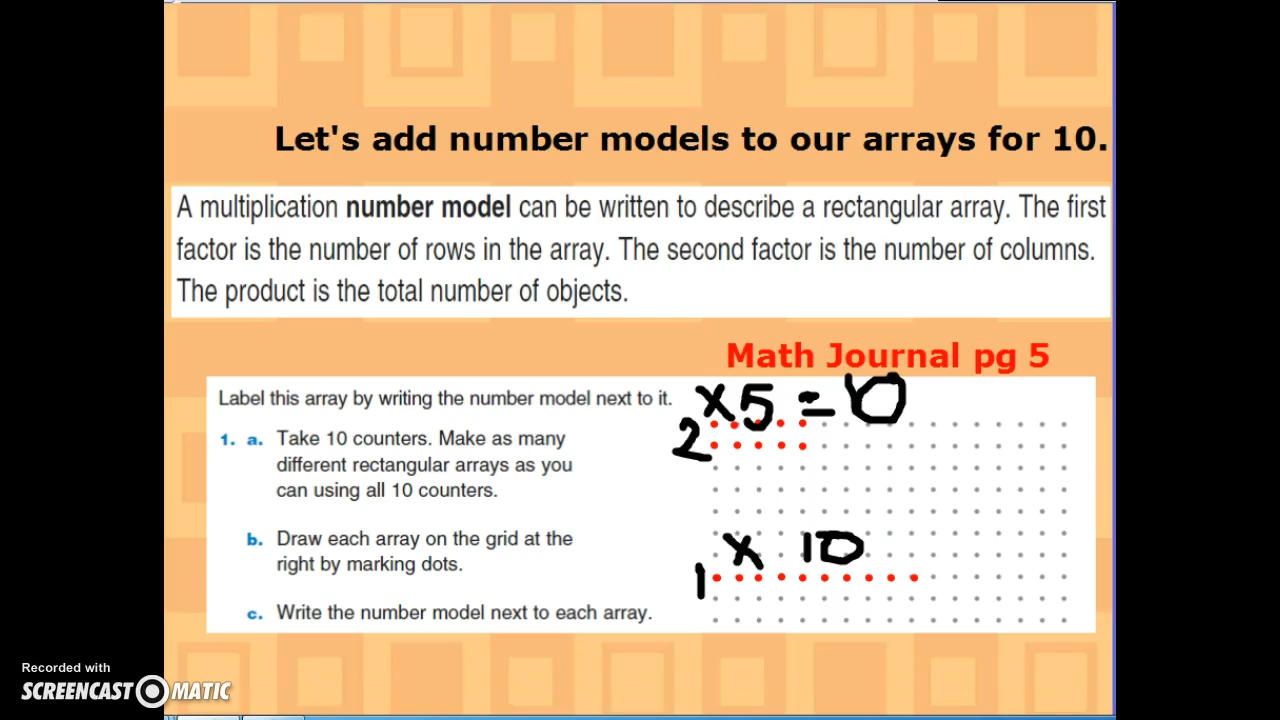 Let's add number models to our arrays for 10.
A multiplication number model can be written to describe a rectangular array. The first
factor is the number of rows in the array. The second factor is the number of columns.
The product is the total number of objects.
Math Journal pg 5
Label this array by writing the number model next to it.
2 × 5 = 10
1. a. Take 10 counters. Make as many
different rectangular arrays as you
can using all 10 counters.
b. Draw each array on the grid at the
right by marking dots.
1 × 10
c. Write the number model next to each array.
Recorded with
SCREENCAST O MATIC